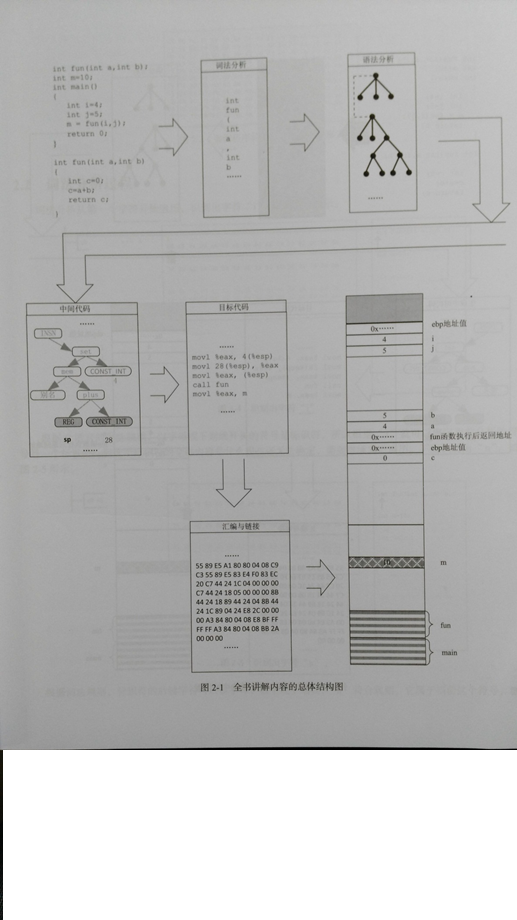 int fun(int a,int b);
int m=10;
int main()
{
int i=4;
int j=5;
m = fun(i,j);
return 0;
}
int fun(int a,int b)
{
int c=0;
c=a+b;
return c;
}
词法分析
int
fun
(
int
a
,
int
b
……
语法分析
……
中间代码
……
INSN
set
mem
CONST_INT
4
plus
REG
CONST_INT
sp
28
……
目标代码
……
movl %eax, 4(%esp)
movl 28(%esp), %eax
movl %eax, (%esp)
call fun
movl %eax, m
……
汇编与链接
……
55 89 E5 A1 80 80 04 08 C9
C3 55 89 E5 83 E4 F0 83 EC
20 C7 44 24 1C 04 00 00 00
C7 44 24 18 05 00 00 00 8B
44 24 18 89 44 24 04 8B 44
24 1C 89 04 24 E8 2C 00 00
00 A3 84 80 04 08 E8 BF FF
FF FF A3 84 80 04 08 BB 2A
00 00 00
……
0x…… ebp地址值
4 i
5 j
5 b
4 a
0x…… fun函数执行后返回地址
0x…… ebp地址值
0 c
10 m
fun
main
图 2-1 全书讲解内容的总体结构图